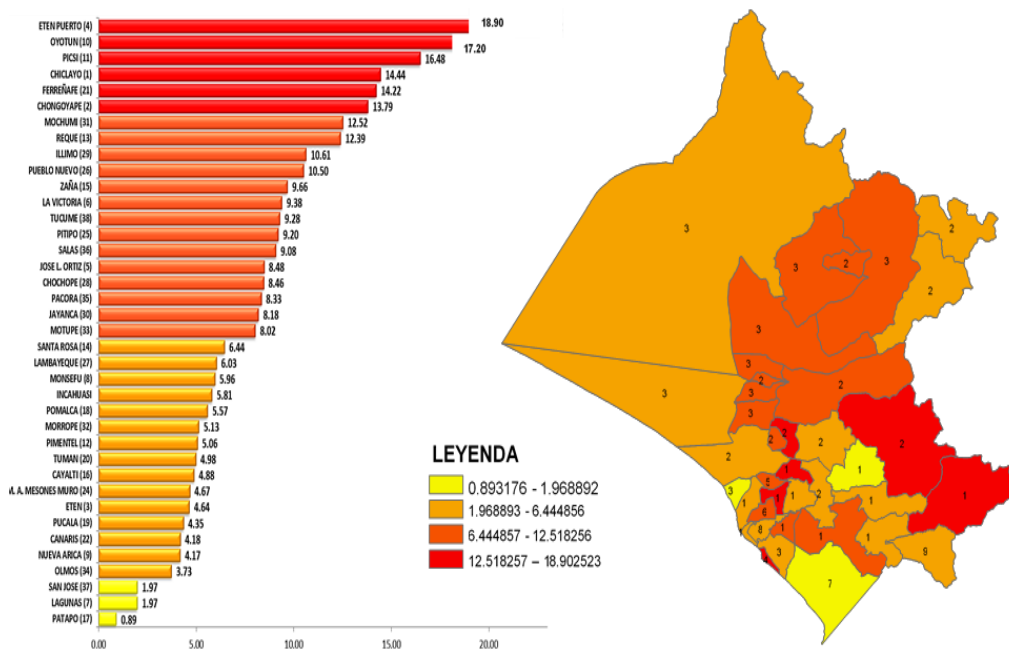 ETEN PUERTO (4) 18.90
OYOTUN (10) 17.20
PICSI (11) 16.48
CHICLAYO (1) 14.44
FERREÑAFE (21) 14.22
CHONGOYAPE (2) 13.79
MOCHUMI (31) 12.52
REQUE (13) 12.39
ILLIMO (29) 10.61
PUEBLO NUEVO (26) 10.50
ZAÑA (15) 9.66
LA VICTORIA (6) 9.38
TUCUME (38) 9.28
PITIPO (25) 9.20
SALAS (36) 9.08
JOSE L. ORTIZ (5) 8.48
CHOCHOPE (28) 8.46
PACORA (35) 8.33
JAYANCA (30) 8.18
MOTUPE (33) 8.02
SANTA ROSA (14) 6.44
LAMBAYEQUE (27) 6.03
MONSEFU (8) 5.96
INCAHUASI 5.81
POMALCA (18) 5.57
MORROPE (32) 5.13
PIMENTEL (12) 5.06
TUMAN (20) 4.98
CAYALTI (16) 4.88
A. MESONES MURO (24) 4.67
ETEN (3) 4.64
PUCALA (19) 4.35
CANARIS (22) 4.18
NUEVA ARICA (9) 4.17
OLMOS (34) 3.73
SAN JOSE (37) 1.97
LAGUNAS (7) 1.97
PATAPO (17) 0.89
0.00 5.00 10.00 15.00 20.00
LEYENDA
0.893176 - 1.968892
1.968893 - 6.444856
6.444857 - 12.518256
12.518257 – 18.902523
3
2
3
2
3
2
3
3
2
2
3
3
3
2
2
2
2
2
2
1
1
5
3
1
1
1
2
1
1
6
8
1
1
1
3
9
7